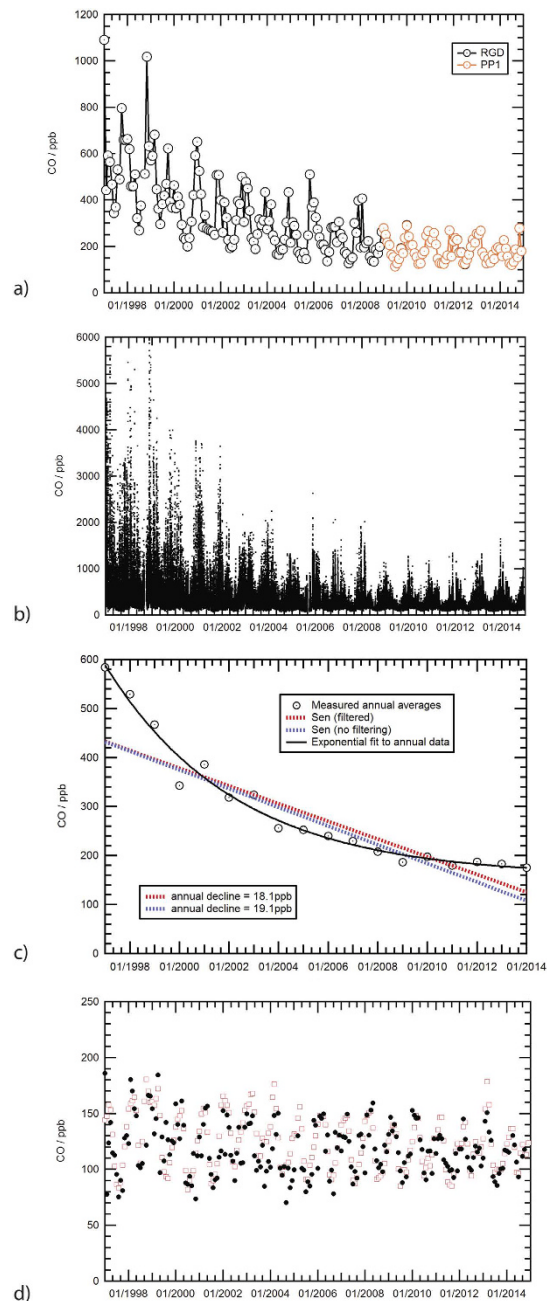 1200
1000
800
600
400
200
0
CO / ppb
RGD
PP1
01/1998 01/2000 01/2002 01/2004 01/2006 01/2008 01/2010 01/2012 01/2014
a)
6000
5000
4000
3000
2000
1000
0
CO / ppb
01/1998 01/2000 01/2002 01/2004 01/2006 01/2008 01/2010 01/2012 01/2014
b)
600
500
400
300
200
100
0
CO / ppb
Measured annual averages
Sen (filtered)
Sen (no filtering)
Exponential fit to annual data
annual decline = 18.1ppb
annual decline = 19.1ppb
01/1998 01/2000 01/2002 01/2004 01/2006 01/2008 01/2010 01/2012 01/2014
c)
250
200
150
100
50
0
CO / ppb
01/1998 01/2000 01/2002 01/2004 01/2006 01/2008 01/2010 01/2012 01/2014
d)